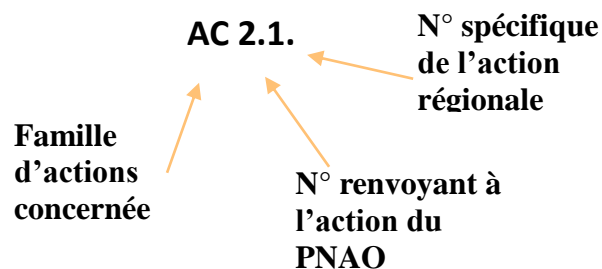 AC 2.1.
N° spécifique
de l’action
régionale
Famille
d’actions
concernée
N° renvoyant à
l’action du
PNAO